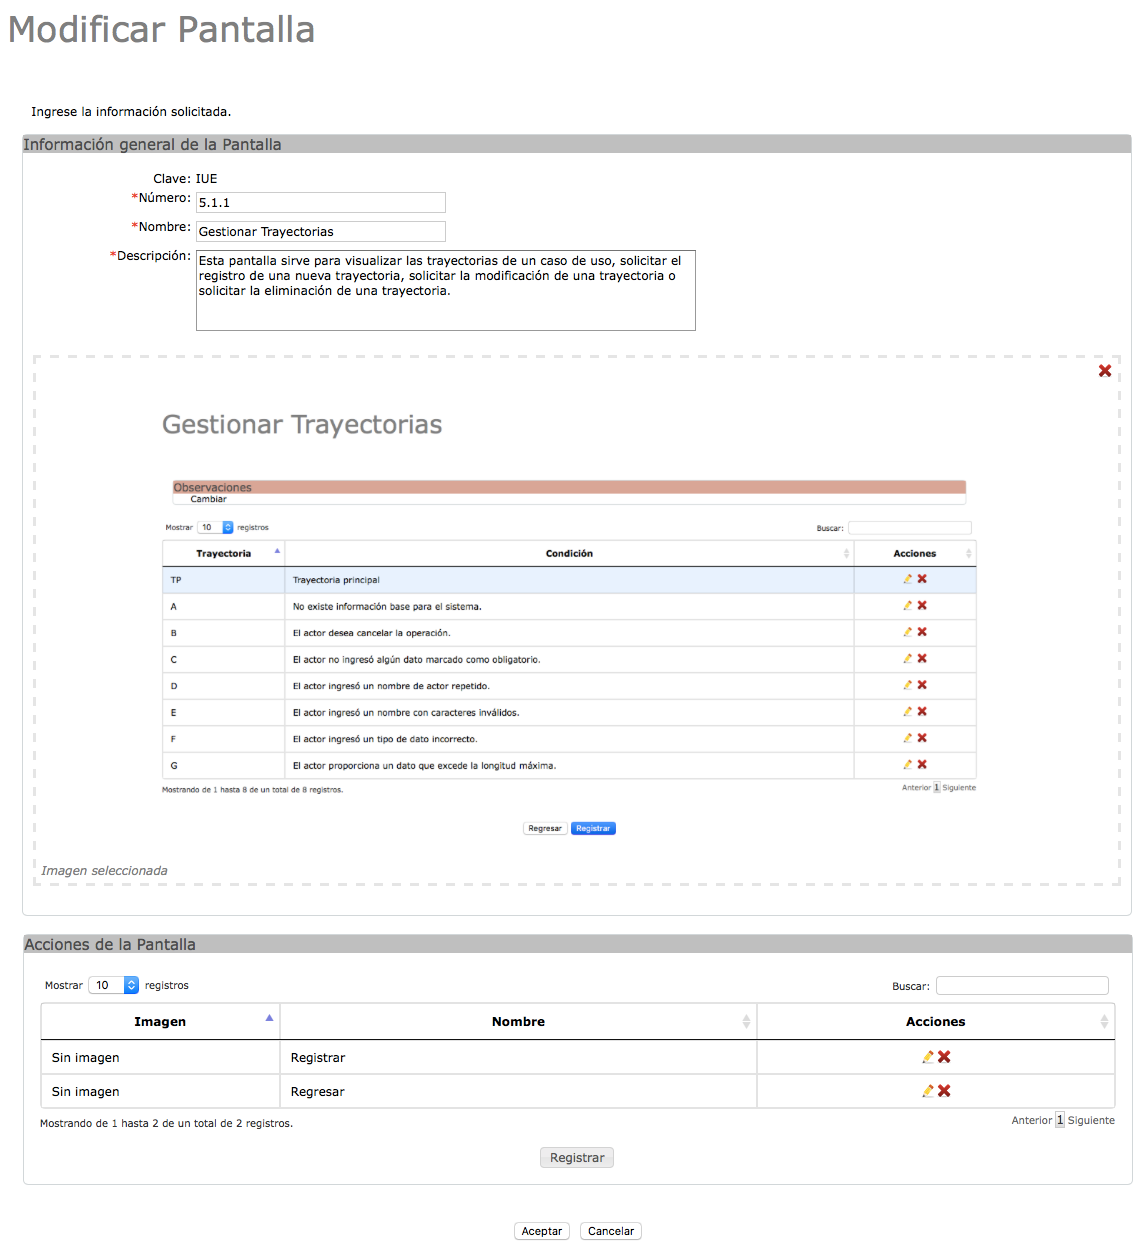 Modificar Pantalla
Ingrese la información solicitada.
Información general de la Pantalla
Clave: IUE
*Número: 5.1.1
*Nombre: Gestionar Trayectorias
*Descripción: Esta pantalla sirve para visualizar las trayectorias de un caso de uso, solicitar el
registro de una nueva trayectoria, solicitar la modificación de una trayectoria o
solicitar la eliminación de una trayectoria.
Gestionar Trayectorias
Observaciones
Cambiar
Mostrar 10 registros Buscar:
Trayectoria Condición Acciones
TP Trayectoria principal
A No existe información base para el sistema.
B El actor desea cancelar la operación.
C El actor no ingresó algún dato marcado como obligatorio.
D El actor ingresó un nombre de actor repetido.
E El actor ingresó un nombre con caracteres inválidos.
F El actor ingresó un tipo de dato incorrecto.
G El actor proporciona un dato que excede la longitud máxima.
Mostrando de 1 hasta 8 de un total de 8 registros. Anterior 1 Siguiente
Regresar Registrar
Imagen seleccionada
Acciones de la Pantalla
Mostrar 10 registros Buscar:
Imagen Nombre Acciones
Sin imagen Registrar
Sin imagen Regresar
Mostrando de 1 hasta 2 de un total de 2 registros. Anterior 1 Siguiente
Registrar
Aceptar Cancelar